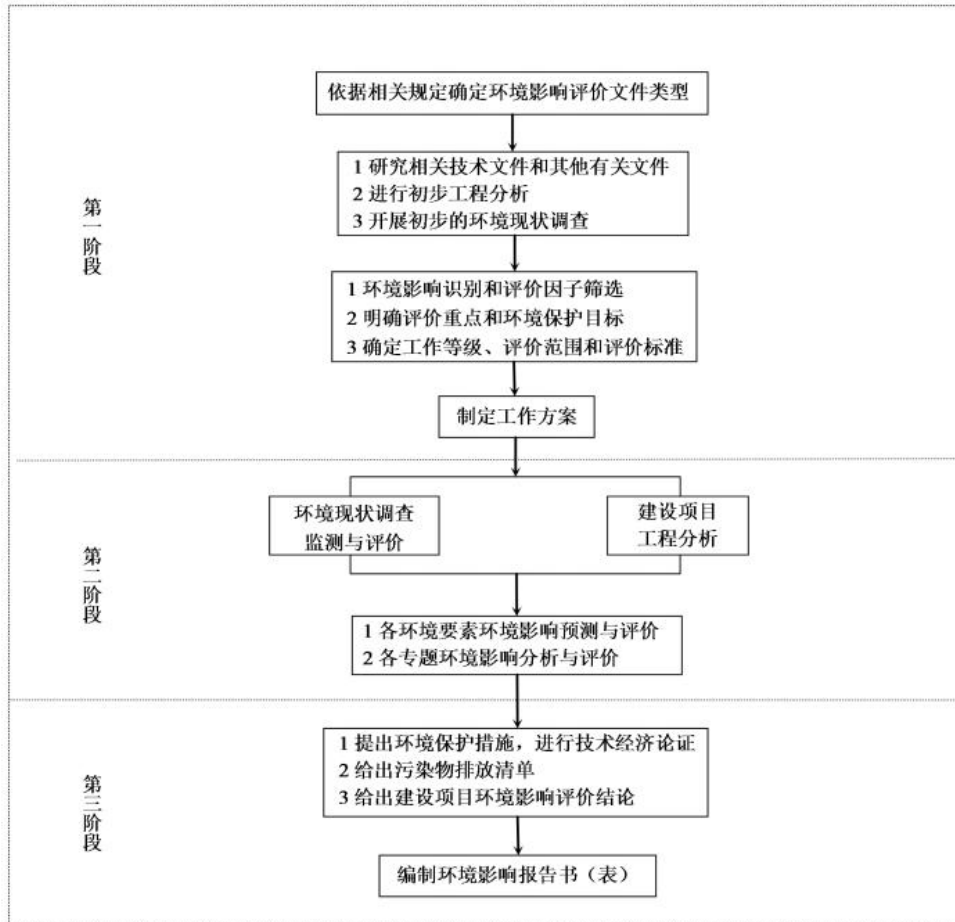 依据相关规定确定环境影响评价文件类型
1 研究相关技术文件和其他有关文件
2 进行初步工程分析
3 开展初步的环境现状调查
第一阶段
1 环境影响识别和评价因子筛选
2 明确评价重点和环境保护目标
3 确定工作等级、评价范围和评价标准
制定工作方案
环境现状调查
监测与评价
建设项目
工程分析
第二阶段
1 各环境要素环境影响预测与评价
2 各专题环境影响分析与评价
1 提出环境保护措施，进行技术经济论证
2 给出污染物排放清单
3 给出建设项目环境影响评价结论
第三阶段
编制环境影响报告书（表）